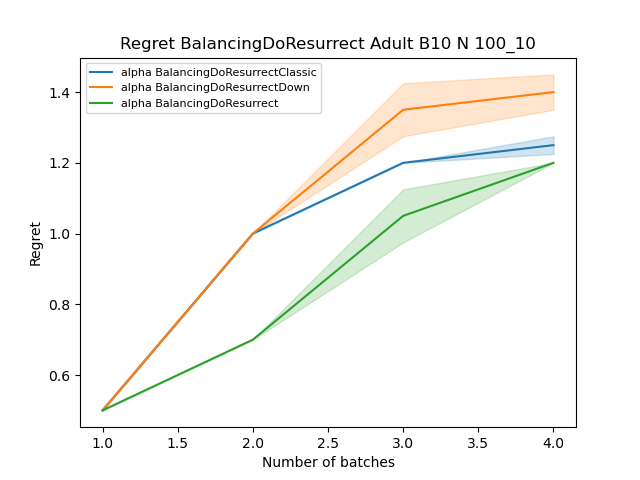 Regret BalancingDoResurrect Adult B10 N 100_10
alpha BalancingDoResurrectClassic
alpha BalancingDoResurrectDown
alpha BalancingDoResurrect
Regret
1.4
1.2
1.0
0.8
0.6
1.0 1.5 2.0 2.5 3.0 3.5 4.0
Number of batches